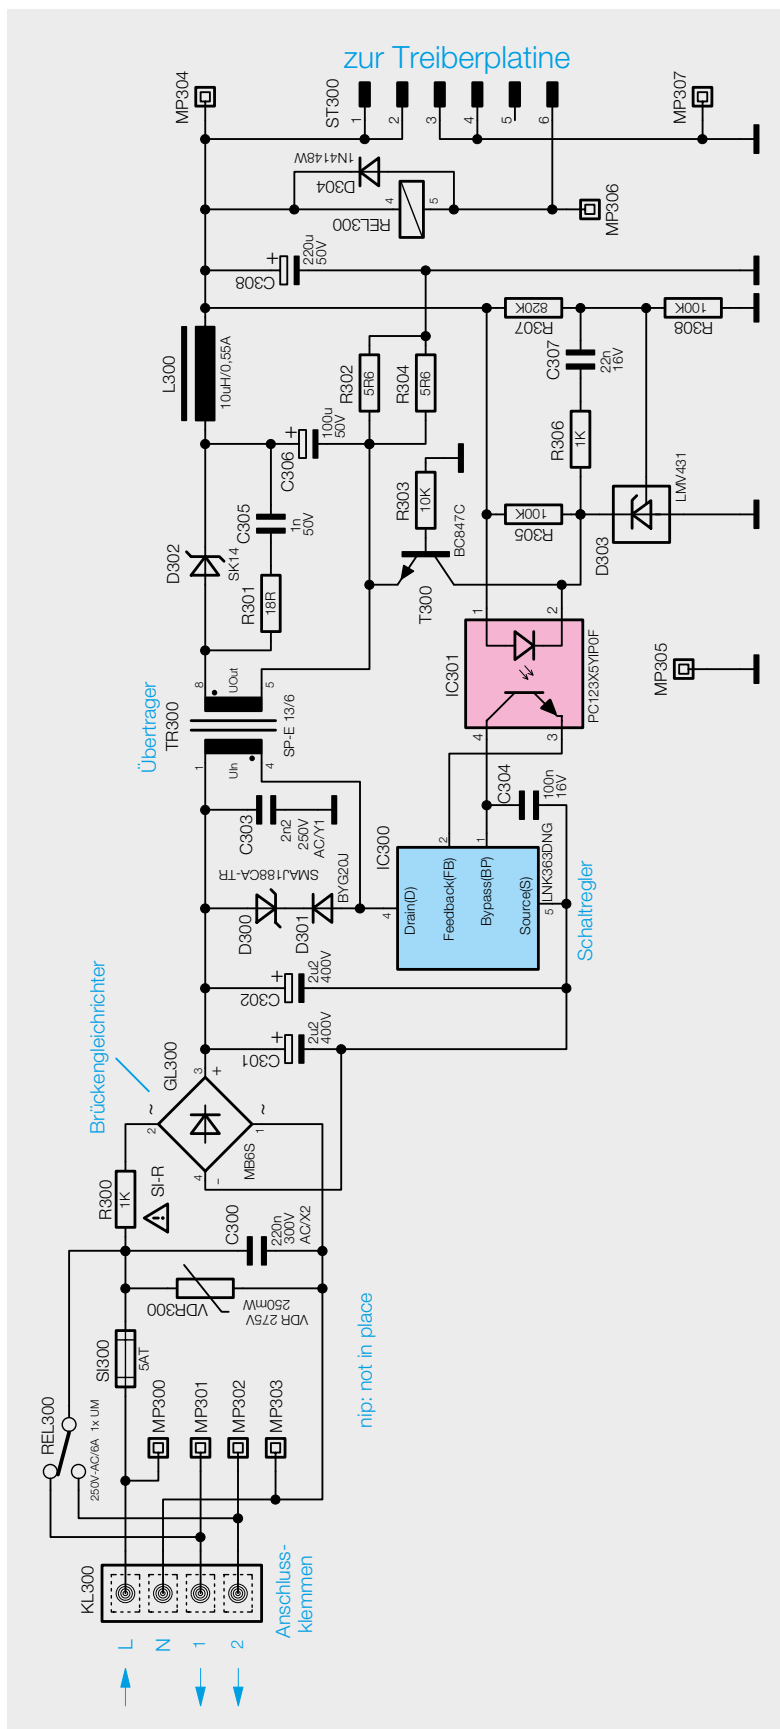 zur Treiberplatine
MP304
ST300
1
2
3
4
5
6
MP307
1N4148W
D304
4
5
REL300
MP306
+
C308
220u
50V
L300
10uH/0,55A
R302
5R6
R304
5R6
820K
R307
100K
R308
C307
22n
16V
+
C306
100u
50V
R306
1K
C305
1n
50V
R303
10K
BC847C
100K
R305
LMV431
D303
D302
SK14
R301
18R
T300
1
2
IC301
PC123X5YIP0F
4
3
MP305
Übertrager
TR300
8
UOut
5
SP-E 13/6
1
UIn
4
C303
2n2
250V
AC/Y1
C304
100n
16V
IC300
2
1
4
Drain(D)
Feedback(FB)
Bypass(BP)
Source(S)
5
LNK363DNG
Schaltregler
SMAJ188CA-TR
D300
D301
BYG20J
+
C302
2u2
400V
+
C301
2u2
400V
Brückengleichrichter
GL300
3
+
~
2
~
1
4
-
MB6S
R300
1K
SI-R
C300
220n
300V
AC/X2
VDR300
VDR 275V
250mW
SI300
5AT
nip: not in place
REL300
250V-AC/6A 1x UM
MP300
MP301
MP302
MP303
KL300
Anschluss-
klemmen
L
N
1
2